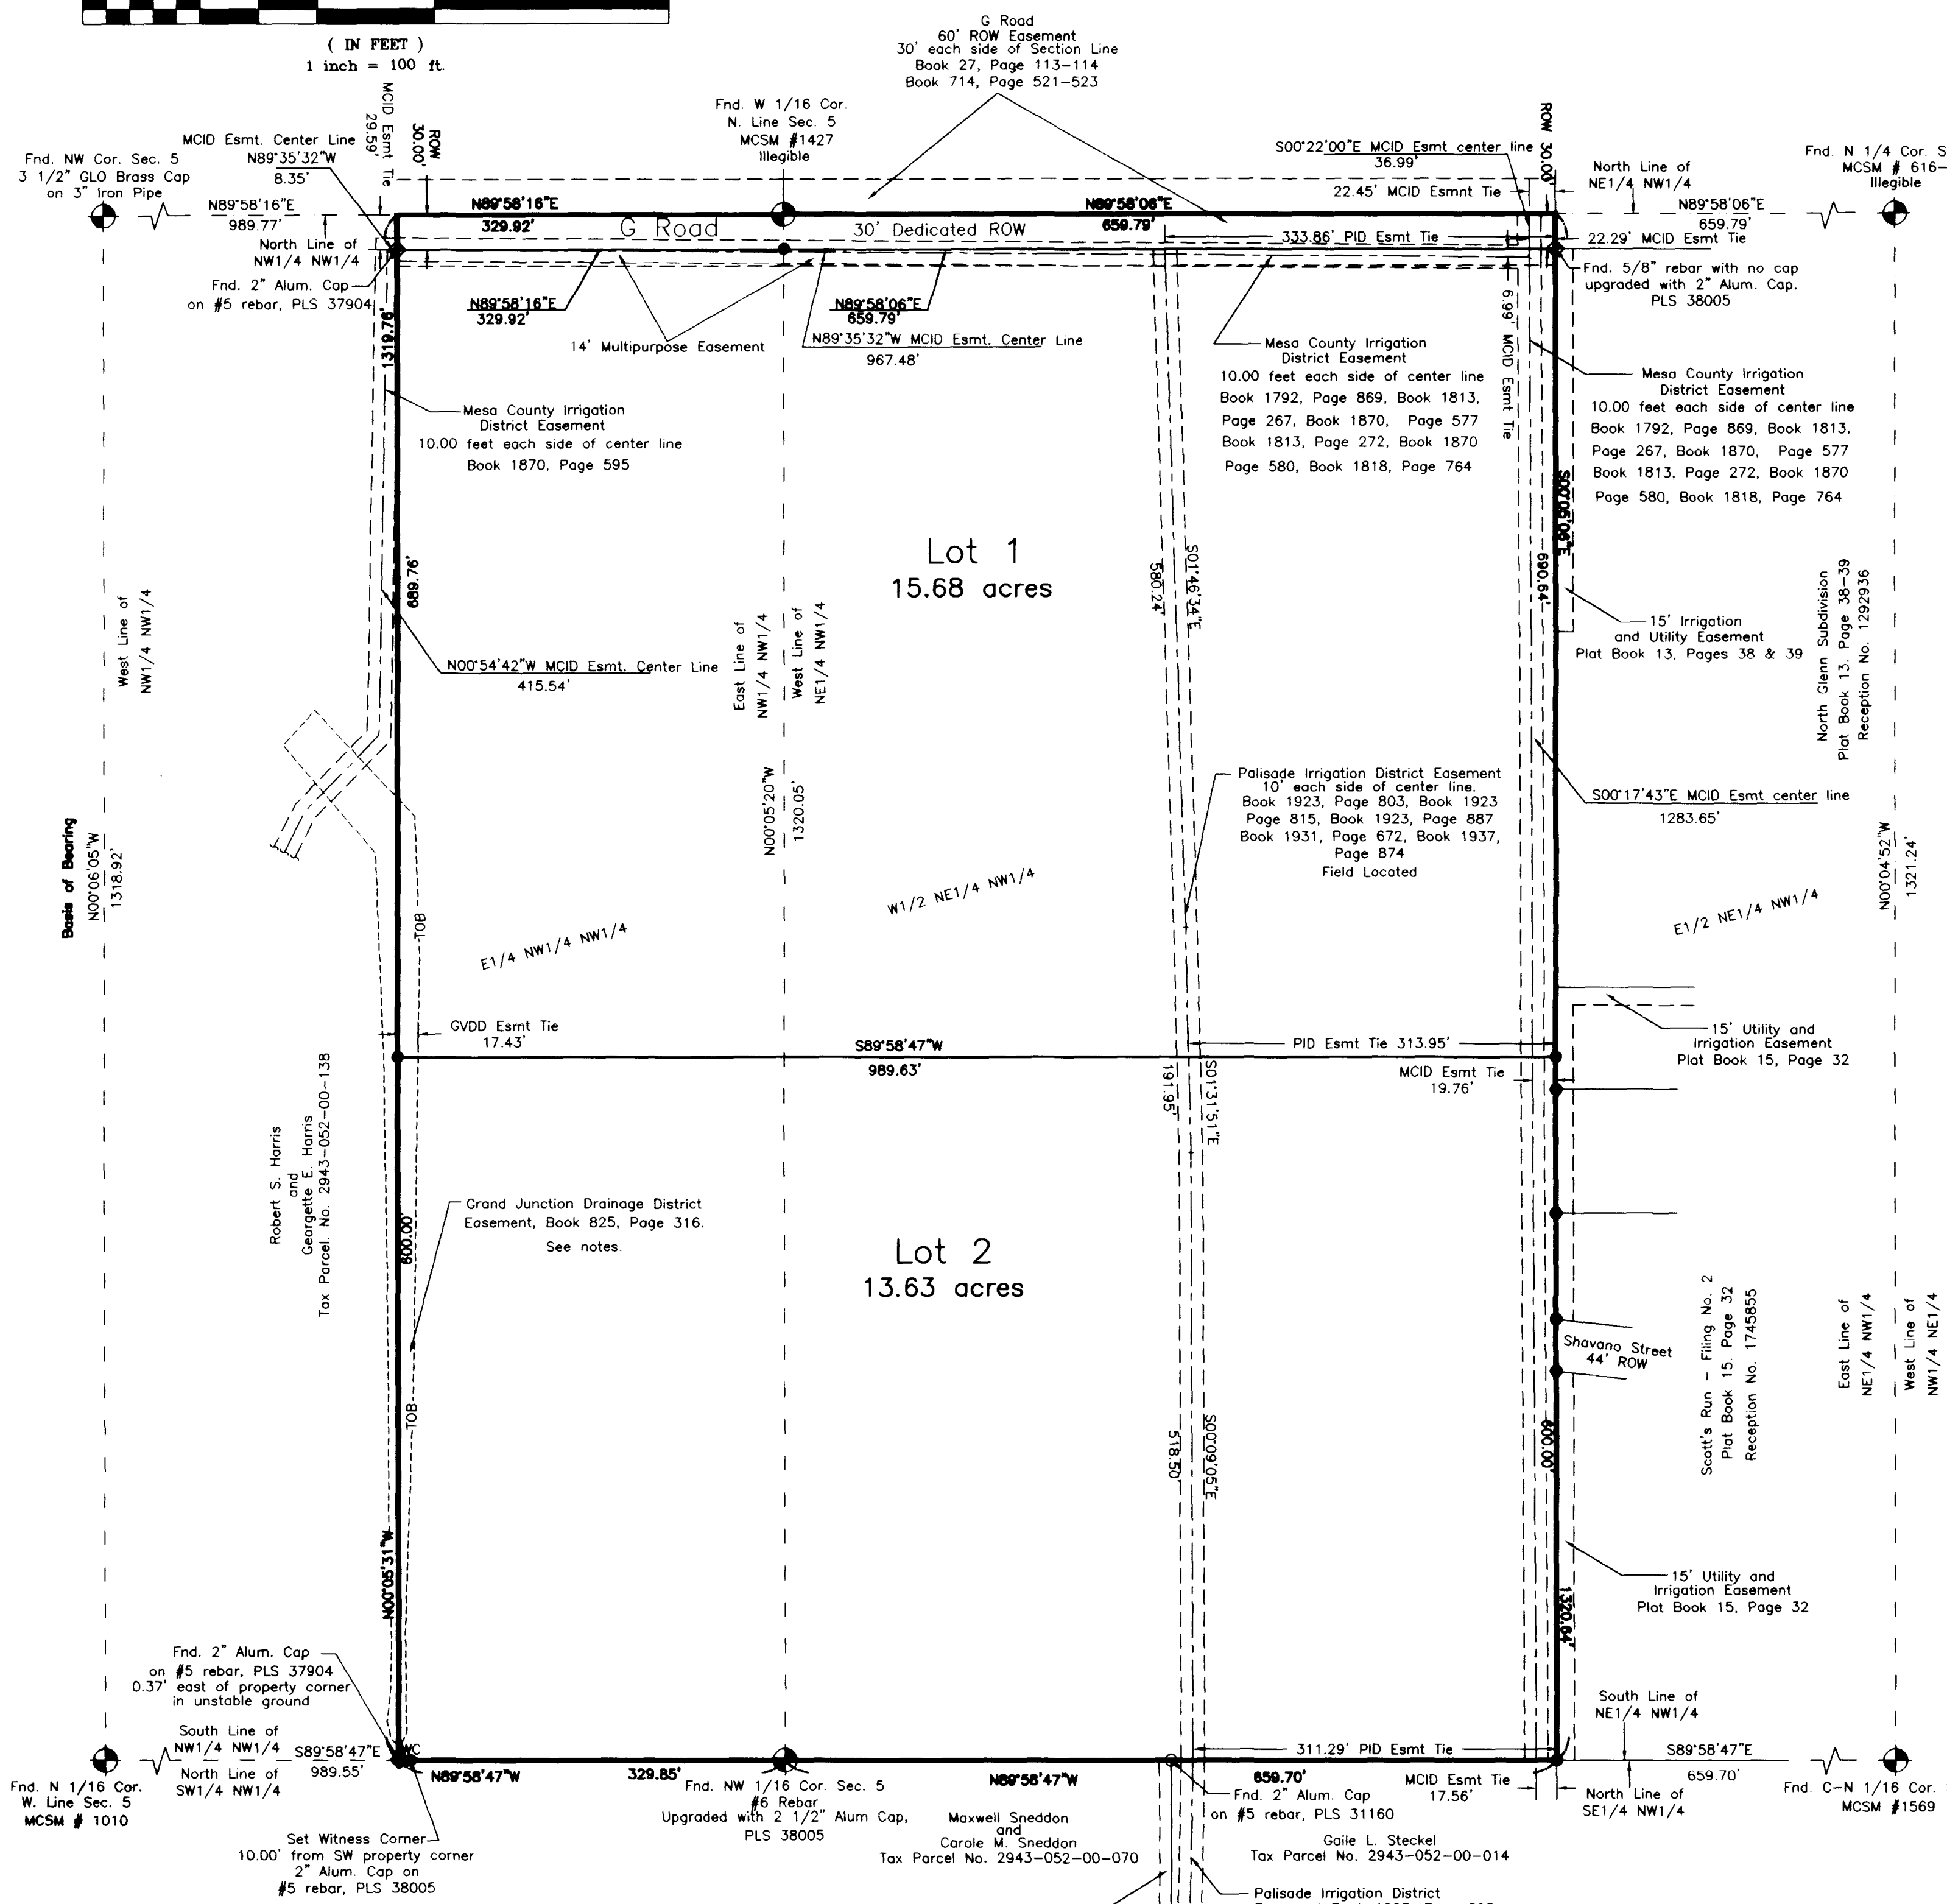 ( IN FEET )
1 inch = 100 ft.
G Road
60' ROW Easement
30' each side of Section Line
Book 27, Page 113-114
Book 714, Page 521-523
MCID Esmt Tie
29.59'
ROW
30.00'
Fnd. W 1/16 Cor.
N. Line Sec. 5
MCSM #1427
Illegible
MCID Esmt. Center Line
N89°35'32"W
8.35'
Fnd. NW Cor. Sec. 5
3 1/2" GLO Brass Cap
on 3" Iron Pipe
N89°58'16"E
989.77'
North Line of
NW1/4 NW1/4
Fnd. 2" Alum. Cap
on #5 rebar, PLS 37904
S00°22'00"E MCID Esmt center line
36.99'
ROW 30.00'
22.45' MCID Esmnt Tie
North Line of
NE1/4 NW1/4
Fnd. N 1/4 Cor. S
MCSM # 616-
Illegible
N89°58'06"E
659.79'
N89°58'16"E
329.92'
G Road
30' Dedicated ROW
N89°58'06"E
659.79'
333.86' PID Esmt Tie
22.29' MCID Esmt Tie
Fnd. 5/8" rebar with no cap
upgraded with 2" Alum. Cap.
PLS 38005
N89°58'16"E
329.92'
14' Multipurpose Easement
N89°58'06"E
659.79'
N89°35'32"W MCID Esmt. Center Line
967.48'
6.99' MCID Esmt Tie
1319.76'
Mesa County Irrigation
District Easement
10.00 feet each side of center line
Book 1870, Page 595
Mesa County Irrigation
District Easement
10.00 feet each side of center line
Book 1792, Page 869, Book 1813,
Page 267, Book 1870, Page 577
Book 1813, Page 272, Book 1870
Page 580, Book 1818, Page 764
Mesa County Irrigation
District Easement
10.00 feet each side of center line
Book 1792, Page 869, Book 1813,
Page 267, Book 1870, Page 577
Book 1813, Page 272, Book 1870
Page 580, Book 1818, Page 764
S00°05'06"E
690.64'
Lot 1
15.68 acres
689.76'
580.24'
S01°46'34"E
West Line of
NW1/4 NW1/4
East Line of
NW1/4 NW1/4
West Line of
NE1/4 NW1/4
15' Irrigation
and Utility Easement
Plat Book 13, Pages 38 & 39
North Glenn Subdivision
Plat Book 13. Page 38-39
Reception No. 1292936
N00°54'42"W MCID Esmt. Center Line
415.54'
N00°05'20"W
1320.05'
Palisade Irrigation District Easement
10' each side of center line.
Book 1923, Page 803, Book 1923
Page 815, Book 1923, Page 887
Book 1931, Page 672, Book 1937,
Page 874
Field Located
S00°17'43"E MCID Esmt center line
1283.65'
Basis of Bearing
N00°06'05"W
1318.92'
N00°04'52"W
1321.24'
TOB
E1/4 NW1/4 NW1/4
W1/2 NE1/4 NW1/4
E1/2 NE1/4 NW1/4
GVDD Esmt Tie
17.43'
S89°58'47"W
989.63'
PID Esmt Tie 313.95'
MCID Esmt Tie
19.76'
15' Utility and
Irrigation Easement
Plat Book 15, Page 32
191.95'
S01°31'51"E
Robert S. Harris
and
Georgette E. Harris
Tax Parcel. No. 2943-052-00-138
600.00'
Grand Junction Drainage District
Easement, Book 825, Page 316.
See notes.
Lot 2
13.63 acres
TOB
518.50'
S00°09'05"E
Shavano Street
44' ROW
600.00'
Scott's Run - Filing No. 2
Plat Book 15. Page 32
Reception No. 1745855
East Line of
NE1/4 NW1/4
West Line of
NW1/4 NE1/4
N00°05'31"W
15' Utility and
Irrigation Easement
Plat Book 15, Page 32
1320.64'
Fnd. 2" Alum. Cap
on #5 rebar, PLS 37904
0.37' east of property corner
in unstable ground
South Line of
NW1/4 NW1/4
North Line of
SW1/4 NW1/4
S89°58'47"E
989.55'
WC
Fnd. N 1/16 Cor.
W. Line Sec. 5
MCSM # 1010
N89°58'47"W
329.85'
Fnd. NW 1/16 Cor. Sec. 5
#6 Rebar
Upgraded with 2 1/2" Alum Cap,
PLS 38005
N89°58'47"W
659.70'
311.29' PID Esmt Tie
MCID Esmt Tie
17.56'
Fnd. 2" Alum. Cap
on #5 rebar, PLS 31160
South Line of
NE1/4 NW1/4
North Line of
SE1/4 NW1/4
S89°58'47"E
659.70'
Fnd. C-N 1/16 Cor.
MCSM #1569
Set Witness Corner
10.00' from SW property corner
2" Alum. Cap on
#5 rebar, PLS 38005
Maxwell Sneddon
and
Carole M. Sneddon
Tax Parcel No. 2943-052-00-070
Gaile L. Steckel
Tax Parcel No. 2943-052-00-014
Palisade Irrigation District